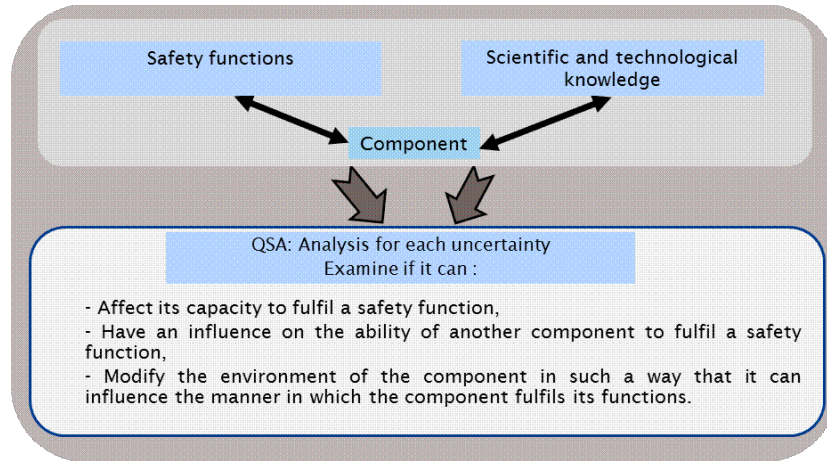 Safety functions
Scientific and technological
knowledge
Component
QSA: Analysis for each uncertainty
Examine if it can :
- Affect its capacity to fulfil a safety function,
- Have an influence on the ability of another component to fulfil a safety
function,
- Modify the environment of the component in such a way that it can
influence the manner in which the component fulfils its functions.